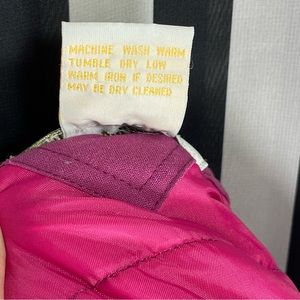 MACHINE WASH WARM
TUMBLE DRY LOW
WARM IRON IF DESIRED
MAY BE DRY CLEANED